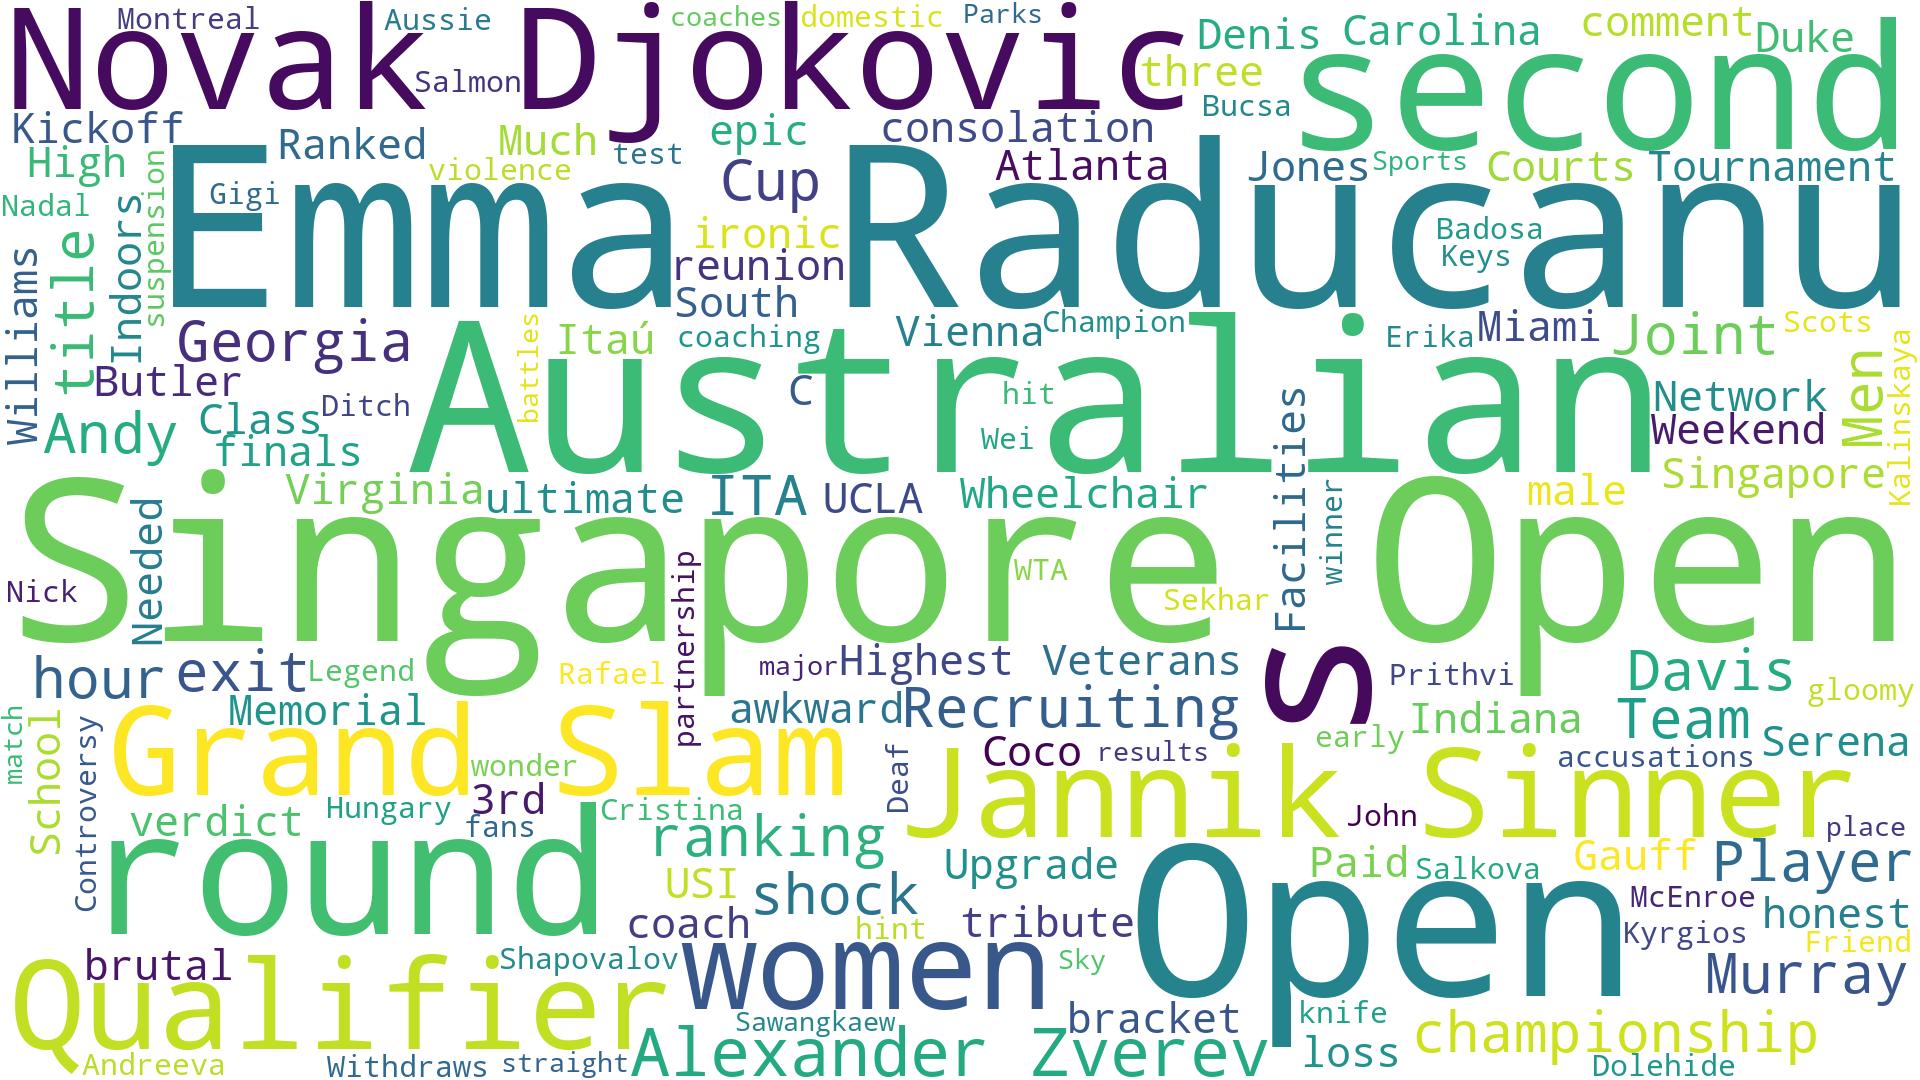 Montreal Aussie coaches domestic Parks comment
Novak Djokovic Denis Carolina Duke
Salmon three second
Bucsa
Kickoff Ranked Much test epic consolation
High violence Cup Atlanta Jones Sports Courts Tournament
Nadal Gigi Emma Raducanu
suspension
Indoors
title
Williams
ironic Badosa
reunion Keys
South
Georgia battles Itaú coaching Vienna Champion Erika Miami Joint Scots
Butler Class Ditch Australian C hit Network Men
Andy finals Wei Weekend
Kalinskaya
Facilities
Virginia ultimate ITA UCLA Wheelchair winner male Singapore
Needed
Singapore Open
Nick WTA Sekhar
partnership
hour exit Legend Rafael major Highest Veterans S Prithvi Davis gloomy
Memorial awkward Recruiting Indiana Team
match
School
Controversy
Grand Slam Deaf Coco results early accusations Serena
wonder Jannik Sinner
Hungary 3rd Cristina John place
verdict fans ranking
round Upgrade Paid Salkova Gauff Player
USI shock McEnroe honest
coach hint tribute Open Kyrgios Friend
brutal Shapovalov women Sky Murray
Qualifier Sawangkaew bracket knife championship
Andreeva Withdraws straight Alexander Zverev loss Dolehide